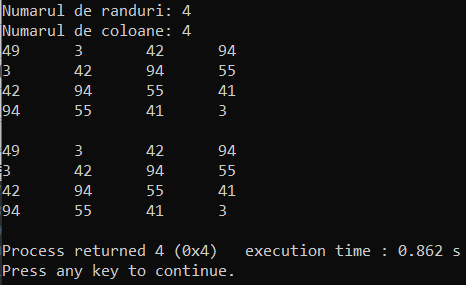 Numarul de randuri: 4
Numarul de coloane: 4
49 3 42 94
3 42 94 55
42 94 55 41
94 55 41 3
49 3 42 94
3 42 94 55
42 94 55 41
94 55 41 3
Process returned 4 (0x4) execution time : 0.862 s
Press any key to continue.